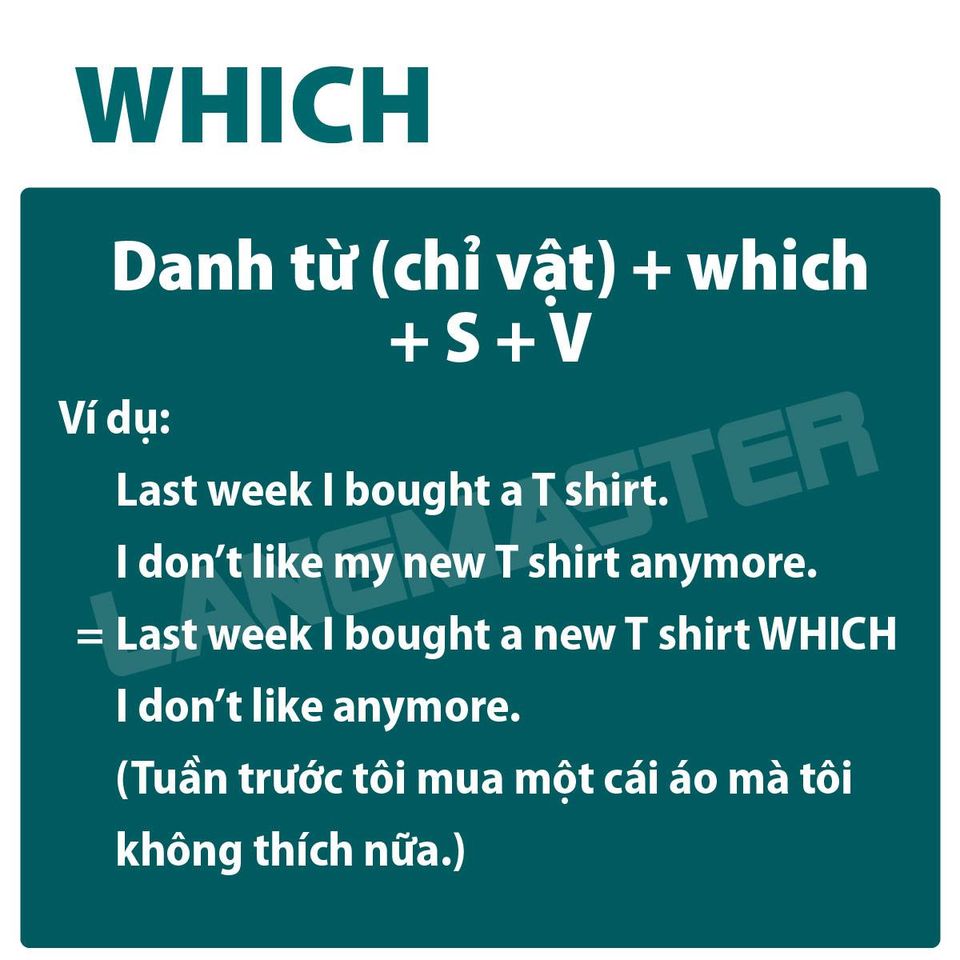 WHICH
Danh từ (chỉ vật) + which
+ S + V
Ví dụ:
Last week I bought a T shirt.
I don’t like my new T shirt anymore.
= Last week I bought a new T shirt WHICH
I don’t like anymore.
(Tuần trước tôi mua một cái áo mà tôi
không thích nữa.)
LANGMASTER